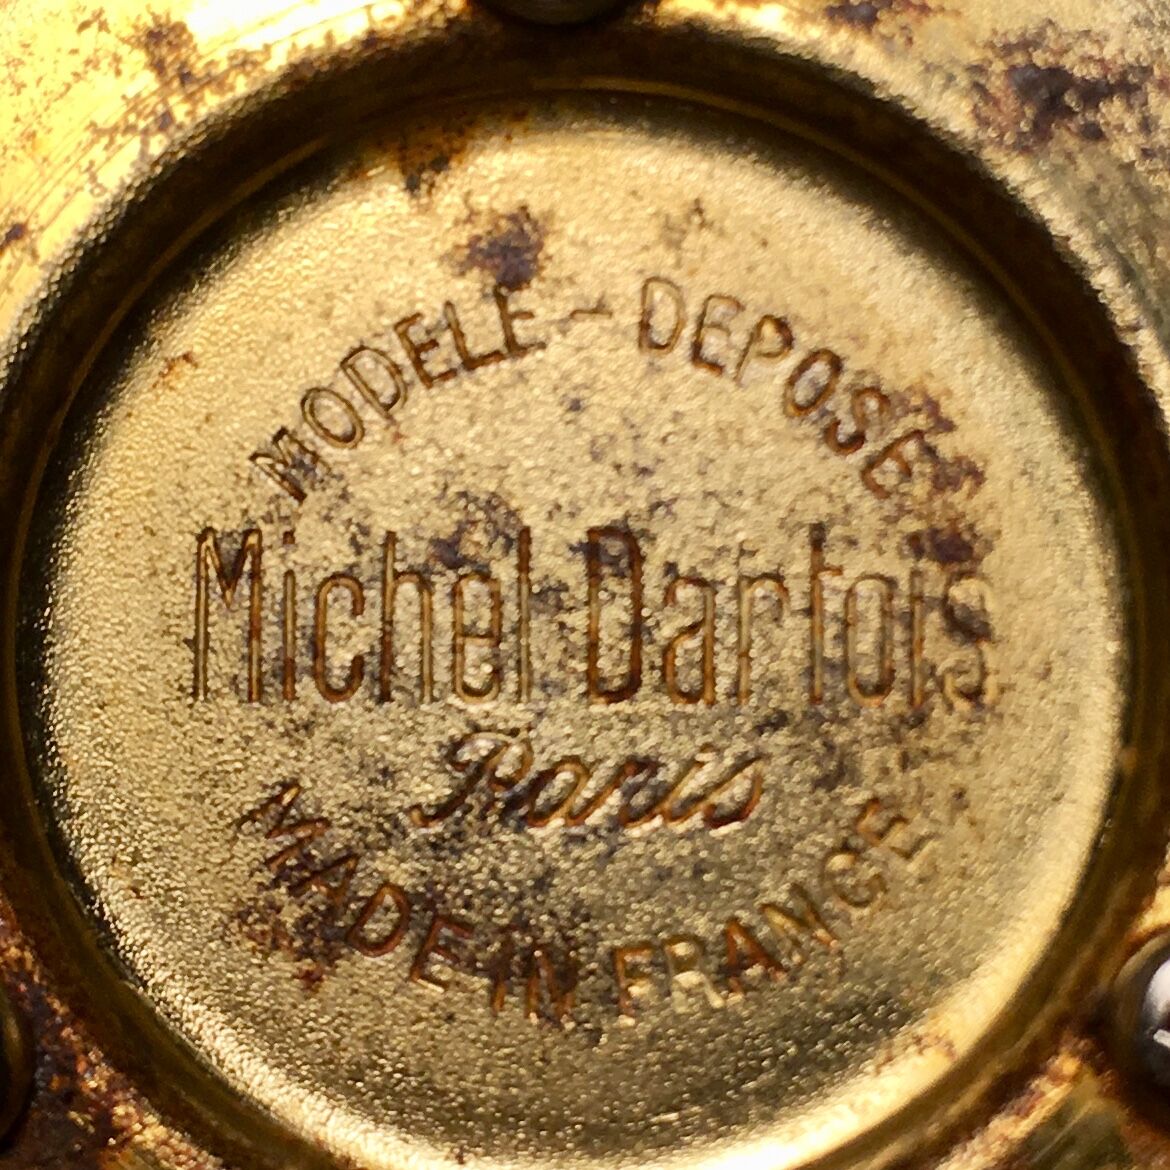 MODELE - DEPOSE
Michel Dartois
Paris
MADE IN FRANCE